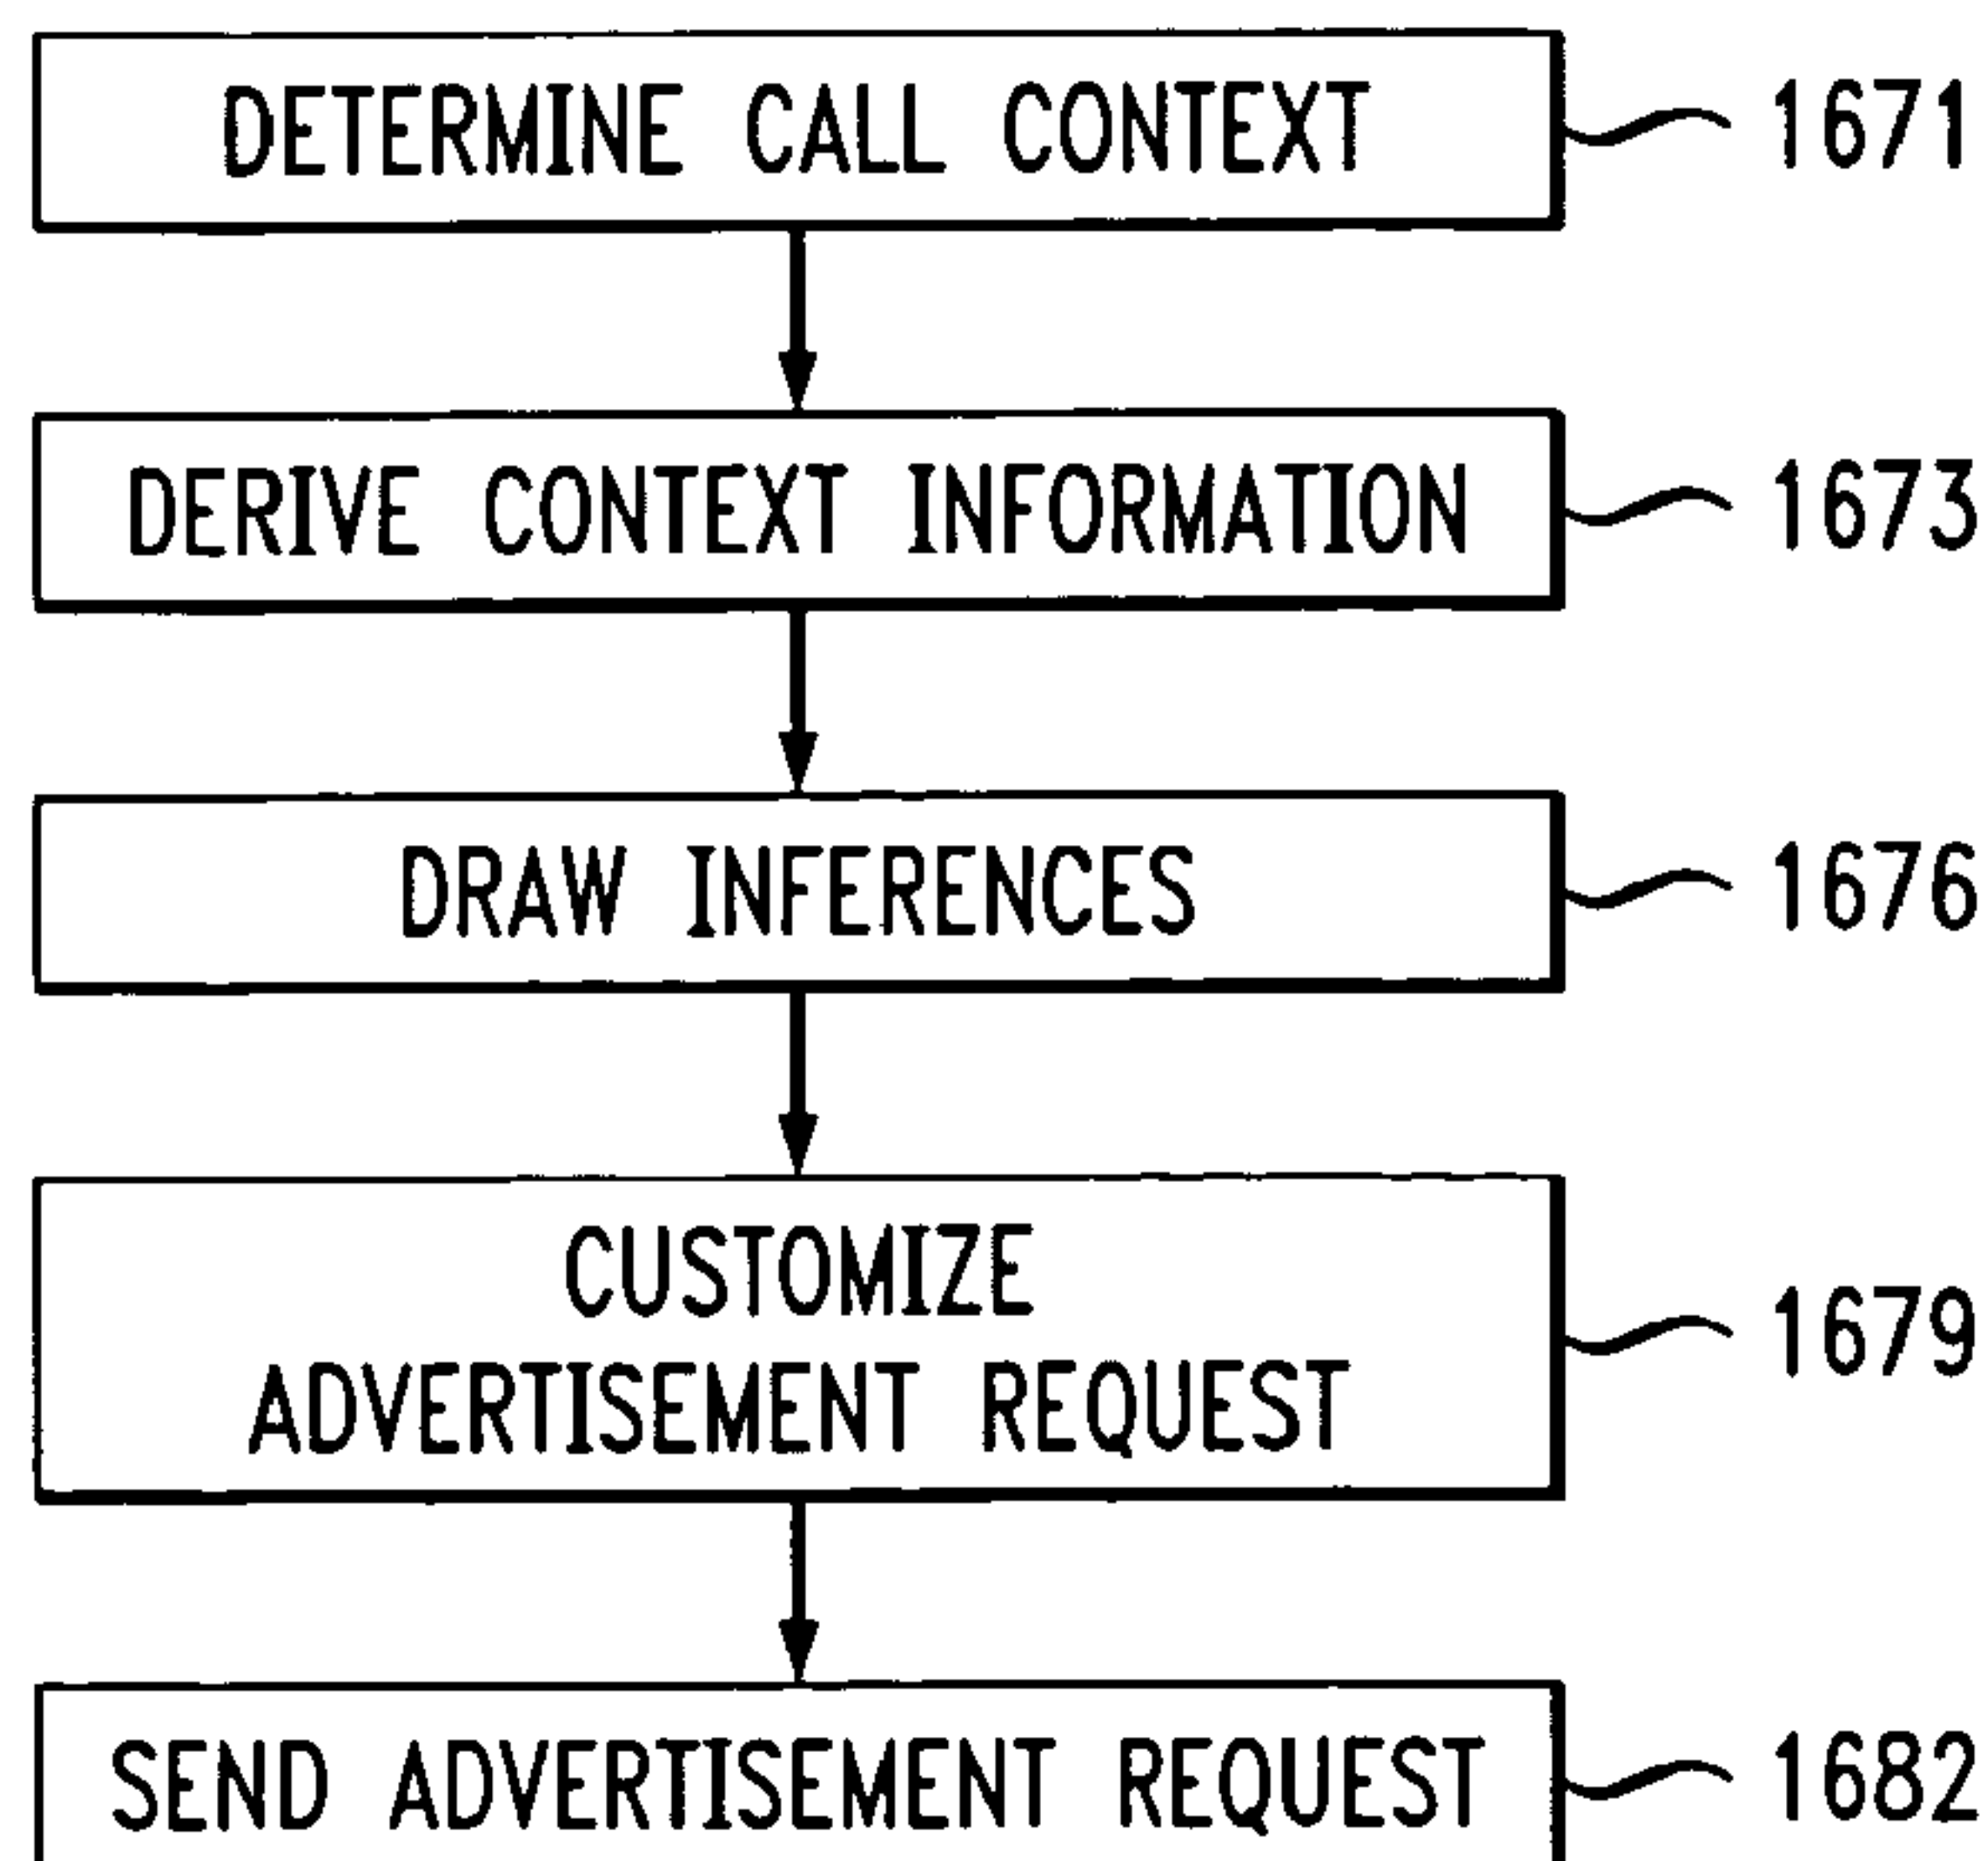 DETERMINE CALL CONTEXT 1671
DERIVE CONTEXT INFORMATION 1673
DRAW INFERENCES 1676
CUSTOMIZE
ADVERTISEMENT REQUEST 1679
SEND ADVERTISEMENT REQUEST 1682